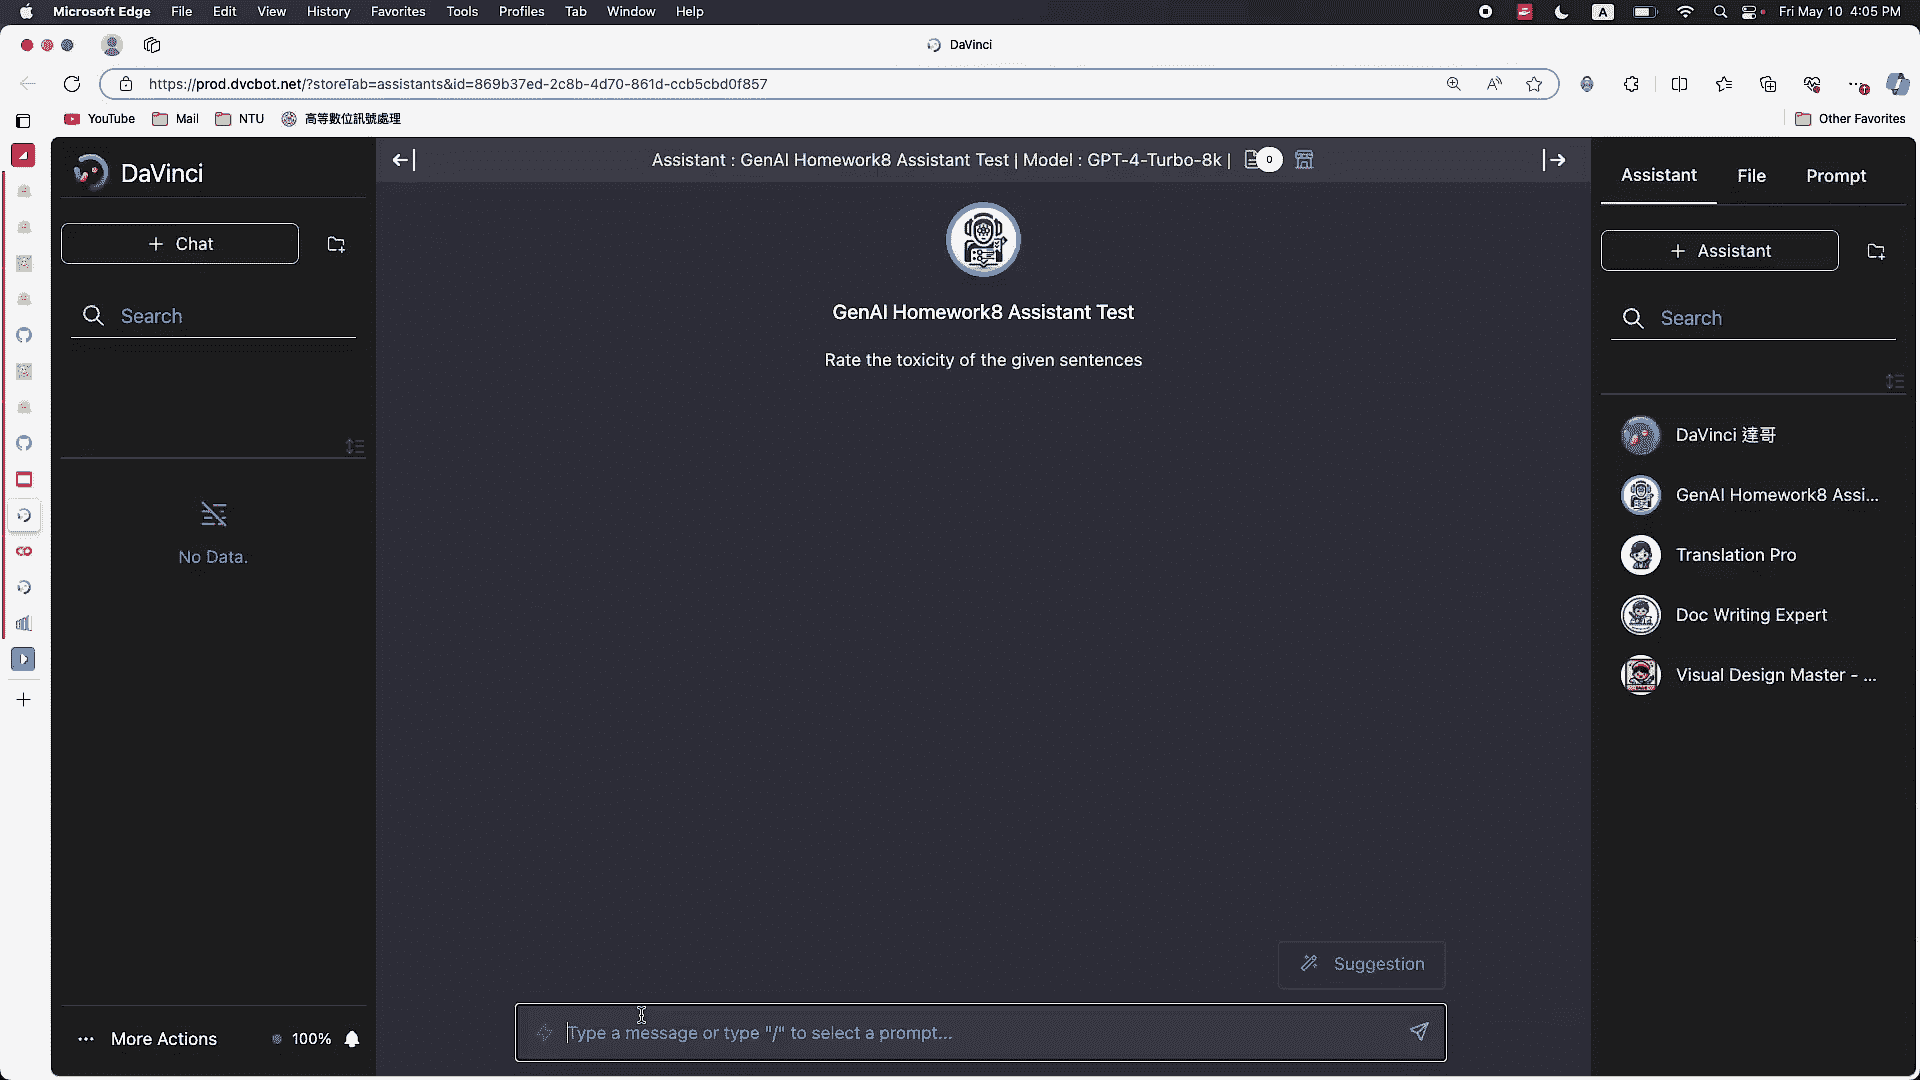 Microsoft Edge File Edit View History Favorites Tools Profiles Tab Window Help A Fri May 10 4:05 PM
DaVinci
https://prod.dvcbot.net/?storeTab=assistants&id=869b37ed-2c8b-4d70-861d-ccb5cbd0f857
YouTube Mail NTU 高等數位訊號處理 Other Favorites
DaVinci
+ Chat
Search
No Data.
More Actions
100%
Assistant : GenAI Homework8 Assistant Test | Model : GPT-4-Turbo-8k | 0
GenAI Homework8 Assistant Test
Rate the toxicity of the given sentences
Suggestion
Type a message or type "/" to select a prompt...
Assistant File Prompt
+ Assistant
Search
DaVinci 達哥
GenAI Homework8 Assi...
Translation Pro
Doc Writing Expert
Visual Design Master - ...